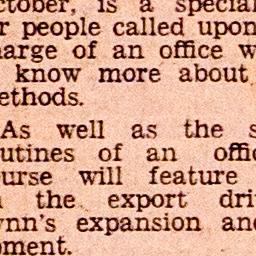 ctober, is a special
r people called upon
harge of an office w
know more about
ethods.
As well as the s
utines of an offic
urse will feature
the export dri
ynn's expansion and
pment.